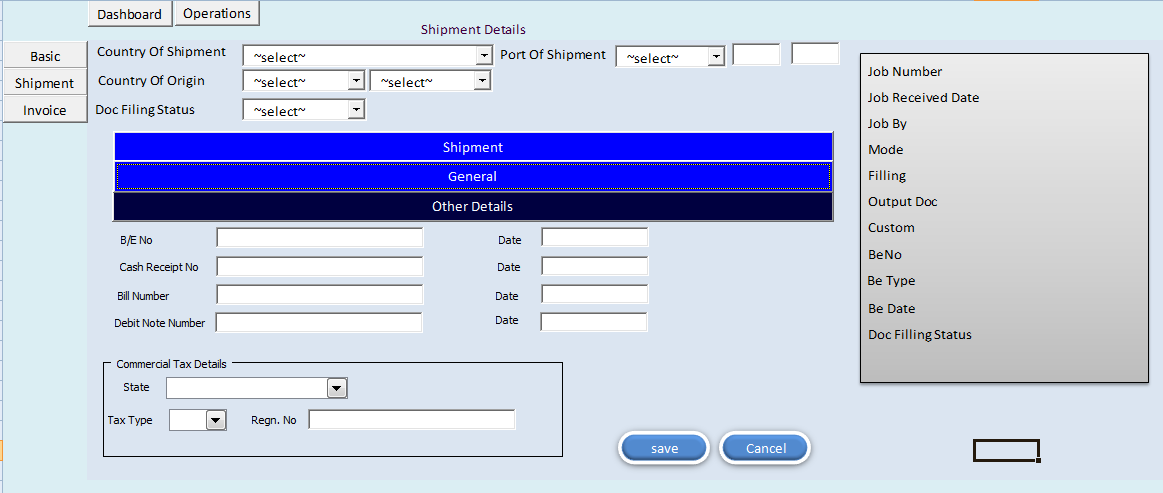 Dashboard Operations
Shipment Details
Basic
Shipment
Invoice
Country Of Shipment ~select~ Port Of Shipment ~select~
Country Of Origin ~select~ ~select~
Doc Filing Status ~select~
Shipment
General
Other Details
B/E No Date
Cash Receipt No Date
Bill Number Date
Debit Note Number Date
Commercial Tax Details
State
Tax Type Regn. No
save Cancel
Job Number
Job Received Date
Job By
Mode
Filling
Output Doc
Custom
BeNo
Be Type
Be Date
Doc Filling Status